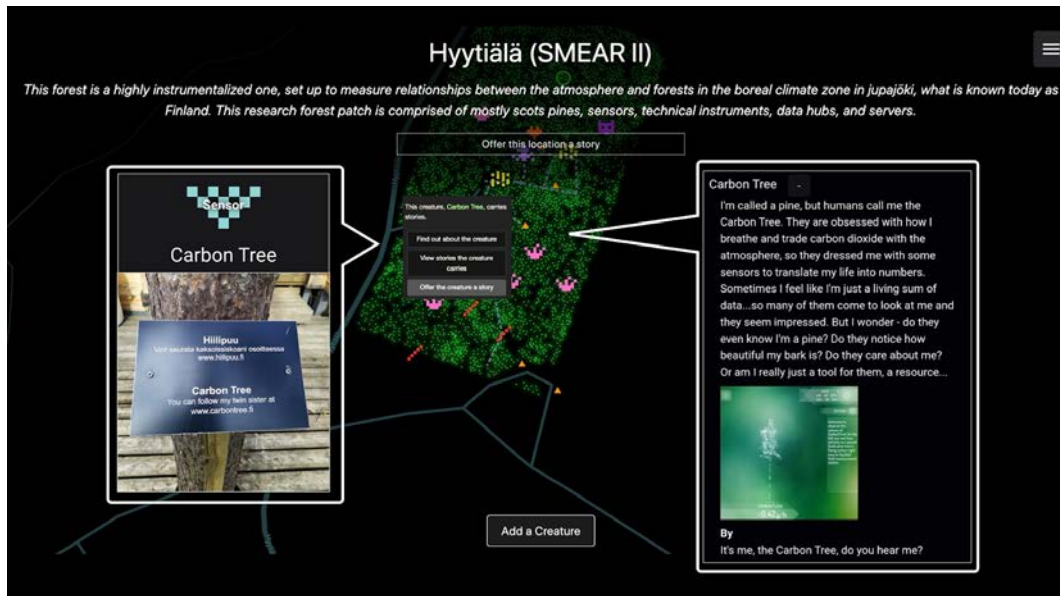 Hyytiälä (SMEAR II)
This forest is a highly instrumentalized one, set up to measure relationships between the atmosphere and forests in the boreal climate zone in jupajöki, what is known today as
Finland. This research forest patch is comprised of mostly scots pines, sensors, technical instruments, data hubs, and servers.
Offer this location a story
Sensor
Carbon Tree
Hiilipuu
Voit seurata kaksoissiskoani osoitteessa
www.hiilipuu.fi
Carbon Tree
You can follow my twin sister at
www.carbontree.fi
This creature, Carbon Tree, carries
stories.
Find out about the creature
View stories the creature
carries
Offer the creature a story
Carbon Tree -
I'm called a pine, but humans call me the
Carbon Tree. They are obsessed with how I
breathe and trade carbon dioxide with the
atmosphere, so they dressed me with some
sensors to translate my life into numbers.
Sometimes I feel like I'm just a living sum of
data...so many of them come to look at me and
they seem impressed. But I wonder - do they
even know I'm a pine? Do they notice how
beautiful my bark is? Do they care about me?
Or am I really just a tool for them, a resource...
By
It's me, the Carbon Tree, do you hear me?
Add a Creature